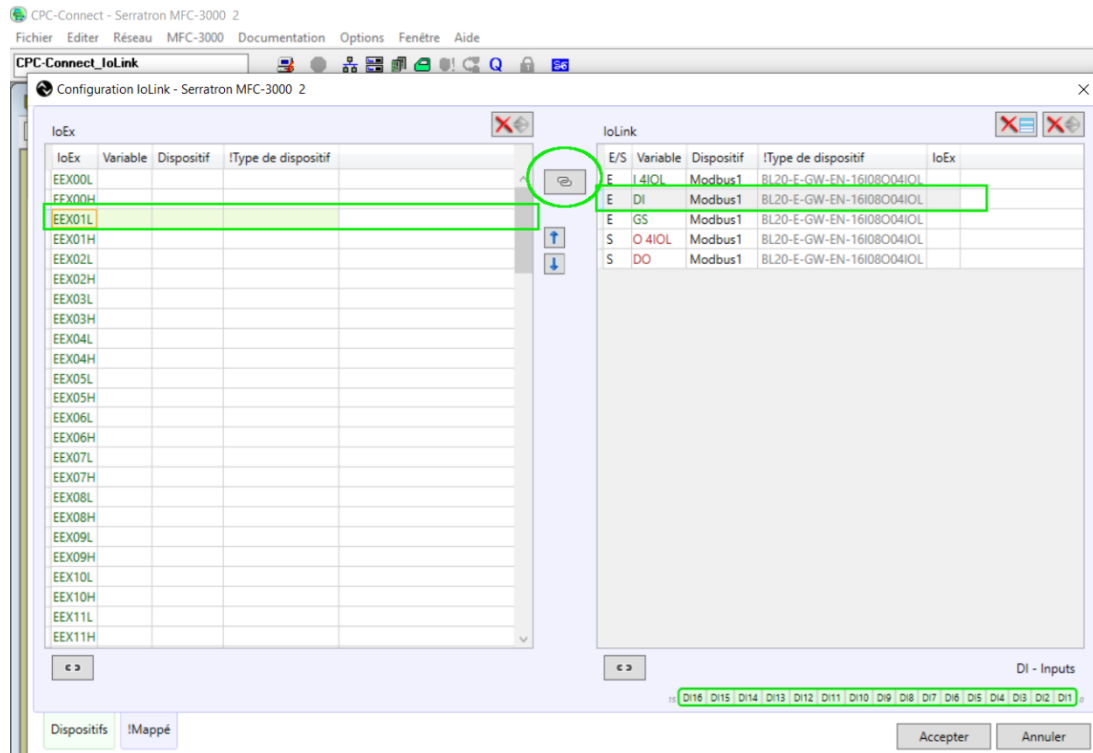 CPC-Connect - Serratron MFC-3000 2
Fichier Editer Réseau MFC-3000 Documentation Options Fenêtre Aide
CPC-Connect_IoLink
Configuration IoLink - Serratron MFC-3000 2
IoEx
IoLink
IoEx Variable Dispositif !Type de dispositif
E/S Variable Dispositif !Type de dispositif IoEx
EEX00L
E I 4IOL Modbus1 BL20-E-GW-EN-16I08O04IOL
EEX00H
E DI Modbus1 BL20-E-GW-EN-16I08O04IOL
EEX01L
E GS Modbus1 BL20-E-GW-EN-16I08O04IOL
EEX01H
S O 4IOL Modbus1 BL20-E-GW-EN-16I08O04IOL
EEX02L
S DO Modbus1 BL20-E-GW-EN-16I08O04IOL
EEX02H
EEX03L
EEX03H
EEX04L
EEX04H
EEX05L
EEX05H
EEX06L
EEX06H
EEX07L
EEX07H
EEX08L
EEX08H
EEX09L
EEX09H
EEX10L
EEX10H
EEX11L
EEX11H
DI - Inputs
15 DI16 DI15 DI14 DI13 DI12 DI11 DI10 DI9 DI8 DI7 DI6 DI5 DI4 DI3 DI2 DI1 0
Dispositifs !Mappé
Accepter Annuler